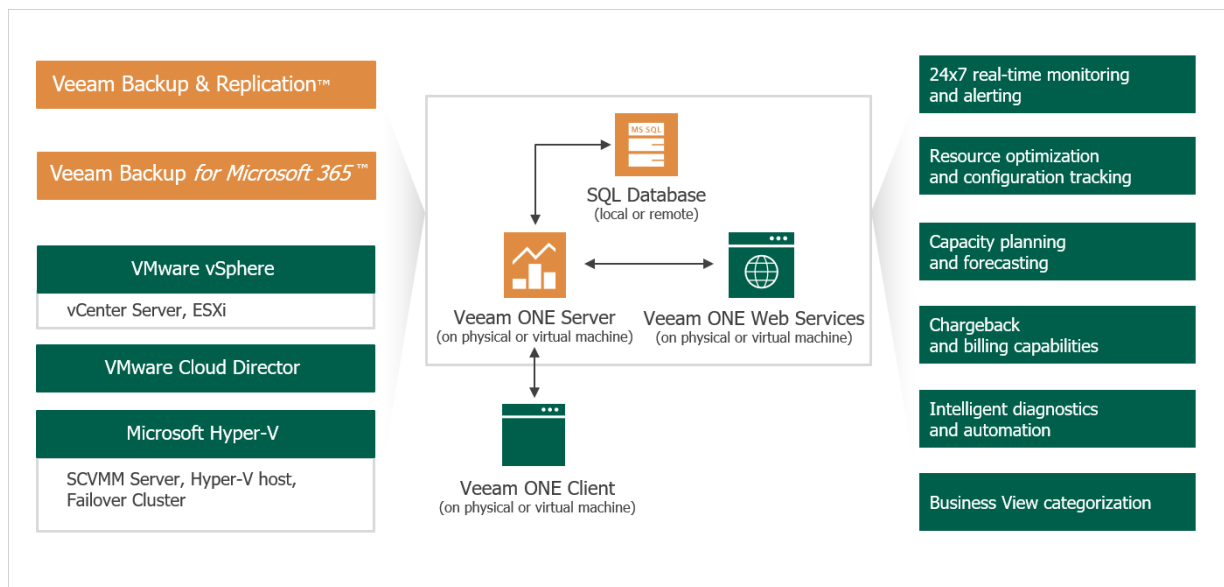 Veeam Backup & Replication™
Veeam Backup for Microsoft 365™
VMware vSphere
vCenter Server, ESXi
VMware Cloud Director
Microsoft Hyper-V
SCVMM Server, Hyper-V host,
Failover Cluster
MS SQL
SQL Database
(local or remote)
Veeam ONE Server
(on physical or virtual machine)
Veeam ONE Web Services
(on physical or virtual machine)
Veeam ONE Client
(on physical or virtual machine)
24x7 real-time monitoring
and alerting
Resource optimization
and configuration tracking
Capacity planning
and forecasting
Chargeback
and billing capabilities
Intelligent diagnostics
and automation
Business View categorization